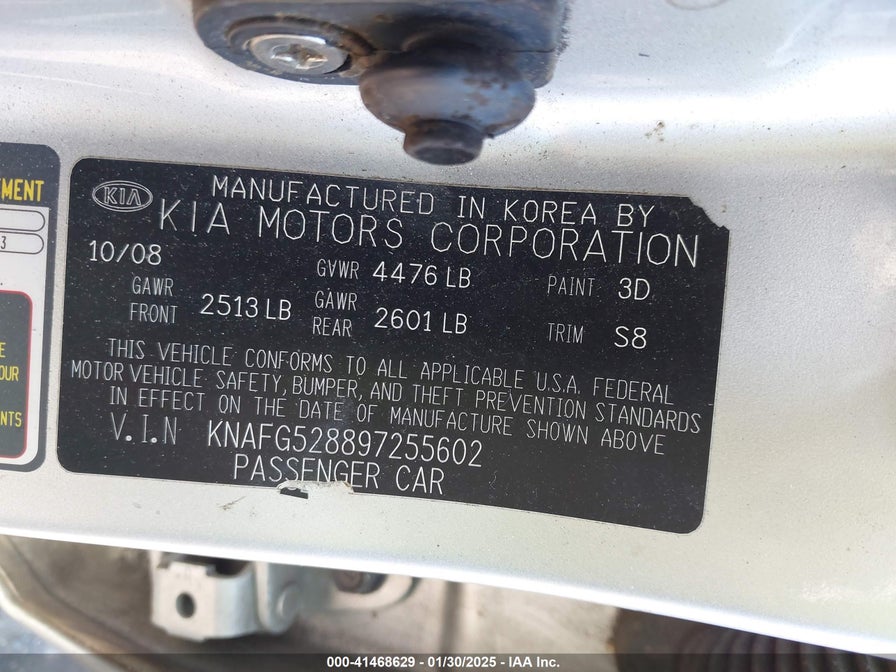 EMENT
3
E
OUR
ENTS
KIA
MANUFACTURED IN KOREA BY
KIA MOTORS CORPORATION
10/08 GVWR 4476 LB PAINT 3D
GAWR FRONT 2513 LB GAWR REAR 2601 LB TRIM S8
THIS VEHICLE CONFORMS TO ALL APPLICABLE U.S.A. FEDERAL
MOTOR VEHICLE SAFETY, BUMPER, AND THEFT PREVENTION STANDARDS
IN EFFECT ON THE DATE OF MANUFACTURE SHOWN ABOVE
V.I.N KNAFG528897255602
PASSENGER CAR
000-41468629 - 01/30/2025 - IAA Inc.